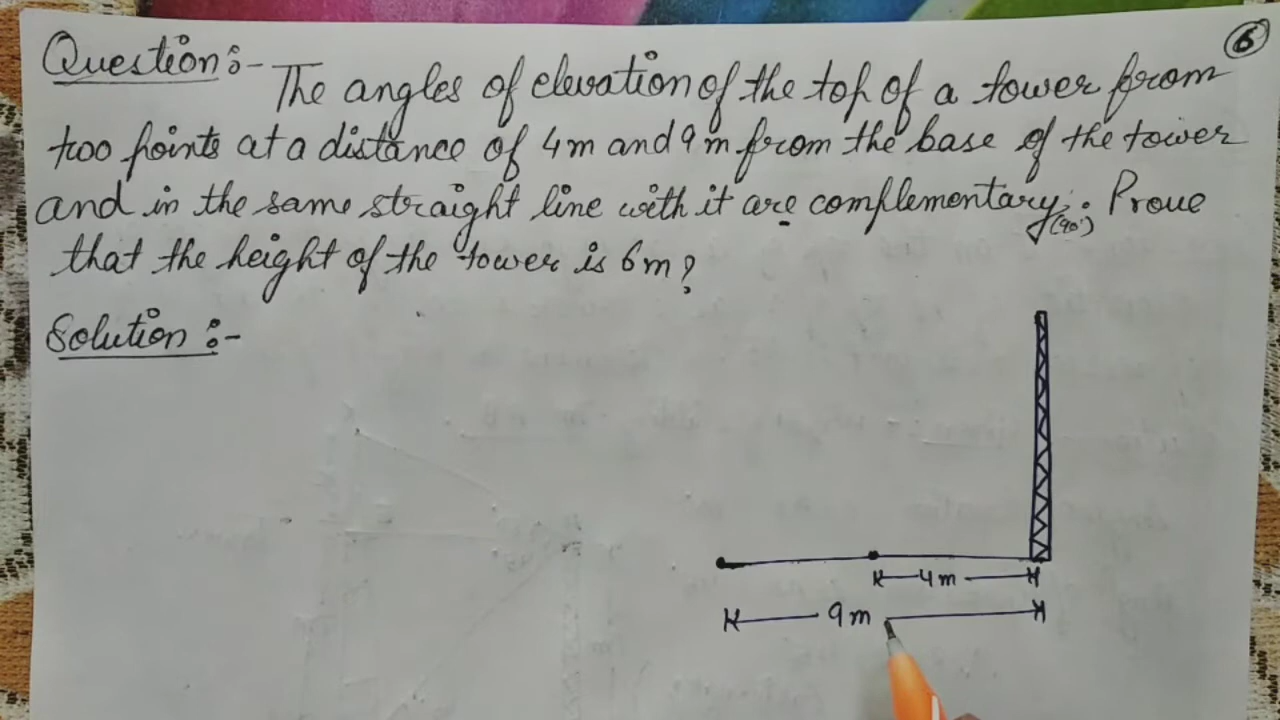 6
Question:-
The angles of elevation of the top of a tower from
two points at a distance of 4m and 9m from the base of the tower
and in the same straight line with it are complementary. Prove
(90°)
that the height of the tower is 6m?
Solution:-
4m
9m